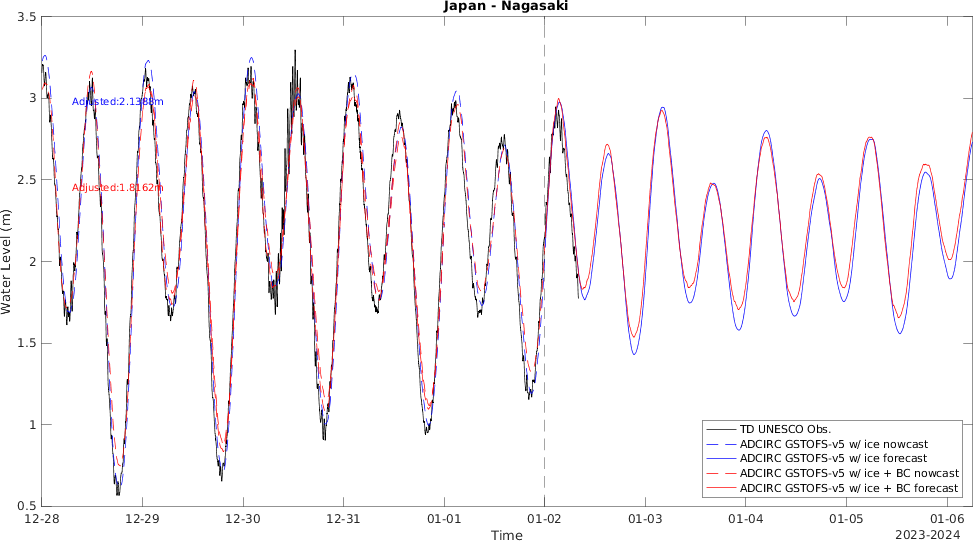 Japan - Nagasaki
3.5
3
2.5
2
1.5
1
0.5
Water Level (m)
Adjusted:2.1388m
Adjusted:1.8162m
TD UNESCO Obs.
ADCIRC GSTOFS-v5 w/ ice nowcast
ADCIRC GSTOFS-v5 w/ ice forecast
ADCIRC GSTOFS-v5 w/ ice + BC nowcast
ADCIRC GSTOFS-v5 w/ ice + BC forecast
12-28 12-29 12-30 12-31 01-01 01-02 01-03 01-04 01-05 01-06
Time
2023-2024